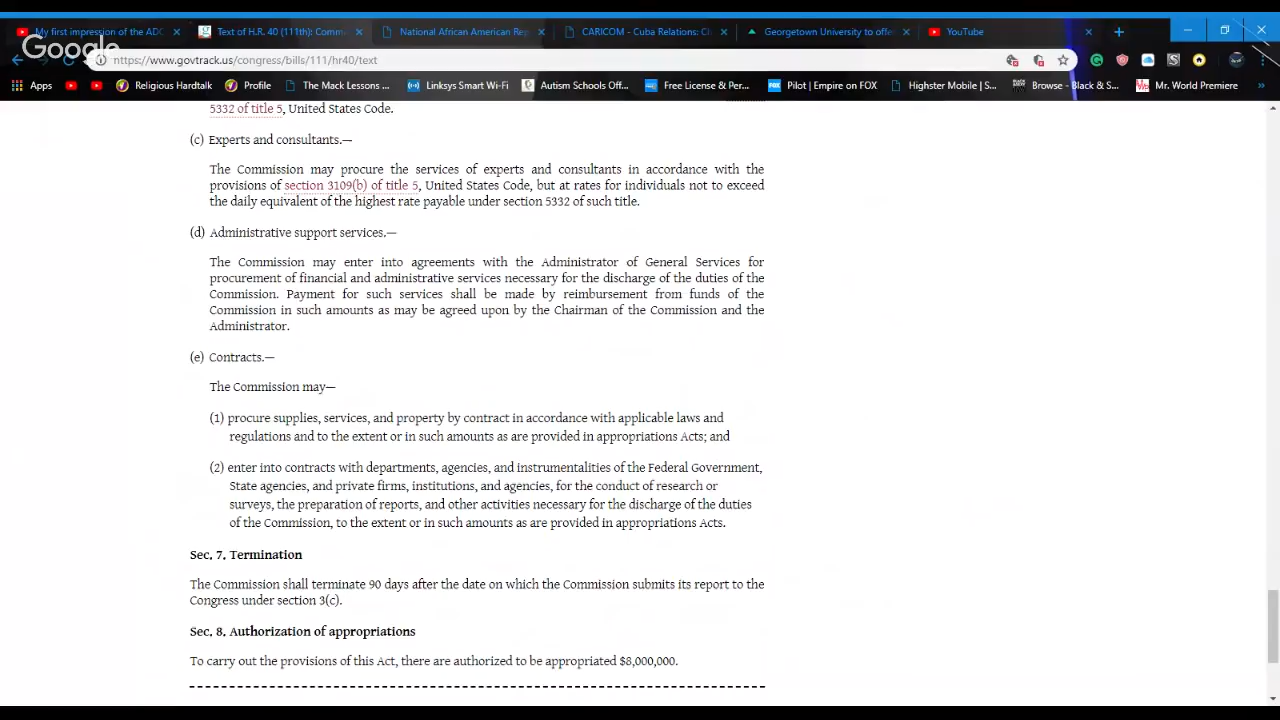 My first impression of the ADC
Text of H.R. 40 (111th): Comm
National African American Rep
CARICOM - Cuba Relations: Ch
Georgetown University to offer
YouTube
Google
https://www.govtrack.us/congress/bills/111/hr40/text
Apps
Religious Hardtalk
Profile
The Mack Lessons ...
Linksys Smart Wi-Fi
Autism Schools Off...
Free License & Per...
Pilot | Empire on FOX
Highster Mobile | S...
Browse - Black & S...
Mr. World Premiere
5332 of title 5, United States Code.
(c) Experts and consultants.—
The Commission may procure the services of experts and consultants in accordance with the
provisions of section 3109(b) of title 5, United States Code, but at rates for individuals not to exceed
the daily equivalent of the highest rate payable under section 5332 of such title.
(d) Administrative support services.—
The Commission may enter into agreements with the Administrator of General Services for
procurement of financial and administrative services necessary for the discharge of the duties of the
Commission. Payment for such services shall be made by reimbursement from funds of the
Commission in such amounts as may be agreed upon by the Chairman of the Commission and the
Administrator.
(e) Contracts.—
The Commission may—
(1) procure supplies, services, and property by contract in accordance with applicable laws and
regulations and to the extent or in such amounts as are provided in appropriations Acts; and
(2) enter into contracts with departments, agencies, and instrumentalities of the Federal Government,
State agencies, and private firms, institutions, and agencies, for the conduct of research or
surveys, the preparation of reports, and other activities necessary for the discharge of the duties
of the Commission, to the extent or in such amounts as are provided in appropriations Acts.
Sec. 7. Termination
The Commission shall terminate 90 days after the date on which the Commission submits its report to the
Congress under section 3(c).
Sec. 8. Authorization of appropriations
To carry out the provisions of this Act, there are authorized to be appropriated $8,000,000.